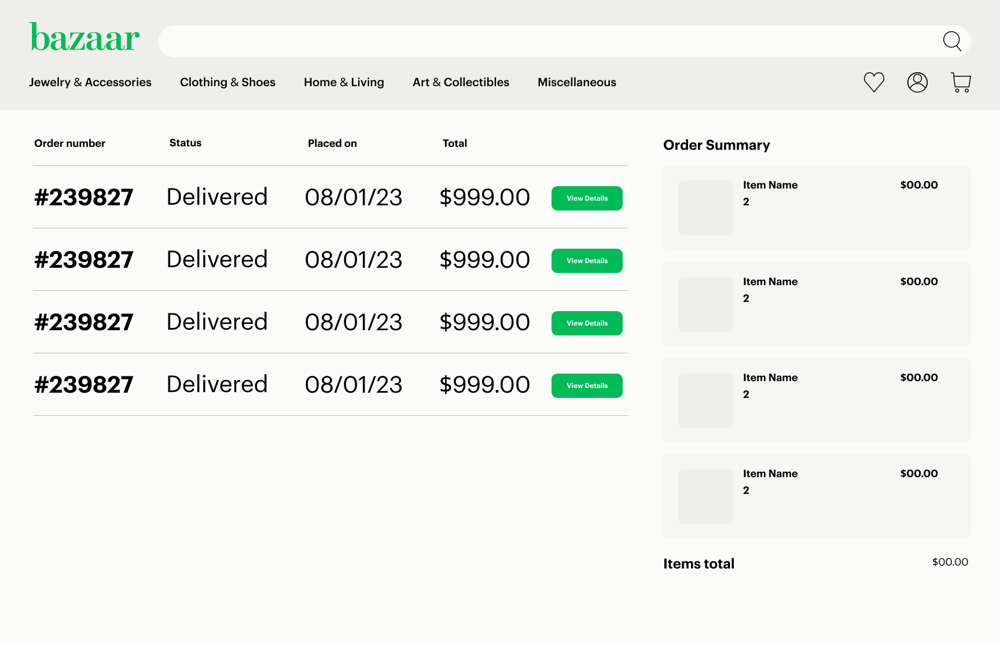 bazaar
Jewelry & Accessories Clothing & Shoes Home & Living Art & Collectibles Miscellaneous
Order number Status Placed on Total
#239827 Delivered 08/01/23 $999.00 View Details
#239827 Delivered 08/01/23 $999.00 View Details
#239827 Delivered 08/01/23 $999.00 View Details
#239827 Delivered 08/01/23 $999.00 View Details
Order Summary
Item Name $00.00
2
Item Name $00.00
2
Item Name $00.00
2
Item Name $00.00
2
Items total $00.00